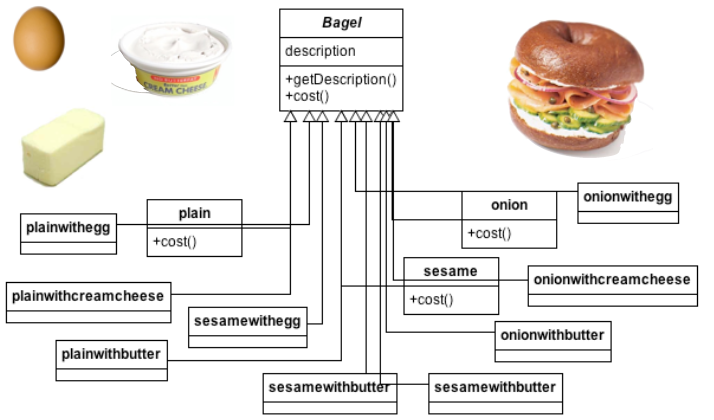 Bagel
description
+getDescription()
+cost()
CREAM CHEESE
plain
+cost()
plainwithegg
onion
+cost()
onionwithegg
plainwithcreamcheese
sesame
+cost()
onionwithcreamcheese
sesamewithegg
onionwithbutter
plainwithbutter
sesamewithbutter
sesamewithbutter